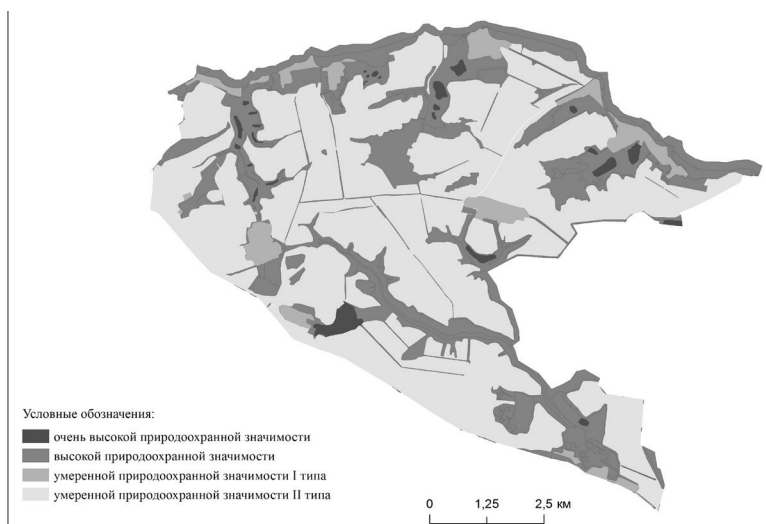 Условные обозначения:
очень высокой природоохранной значимости
высокой природоохранной значимости
умеренной природоохранной значимости I типа
умеренной природоохранной значимости II типа
0 1,25 2,5 км